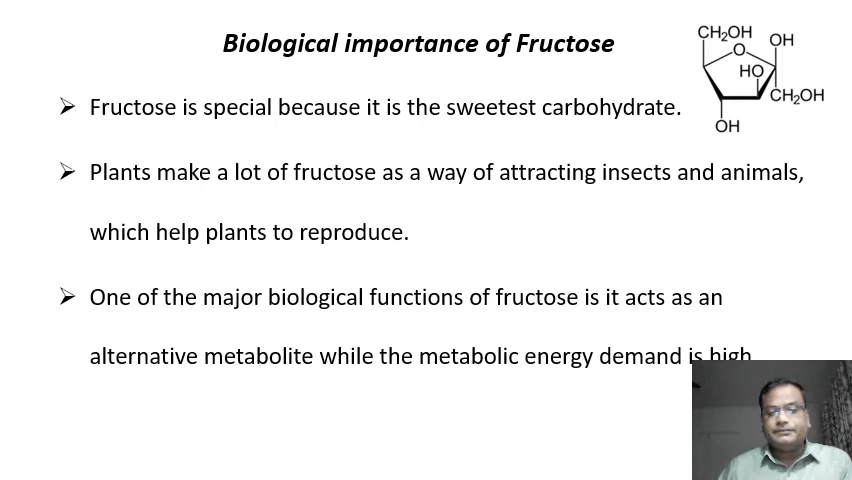 Biological importance of Fructose
CH2OH
O
OH
HO
CH2OH
OH
➢ Fructose is special because it is the sweetest carbohydrate.
➢ Plants make a lot of fructose as a way of attracting insects and animals,
which help plants to reproduce.
➢ One of the major biological functions of fructose is it acts as an
alternative metabolite while the metabolic energy demand is high